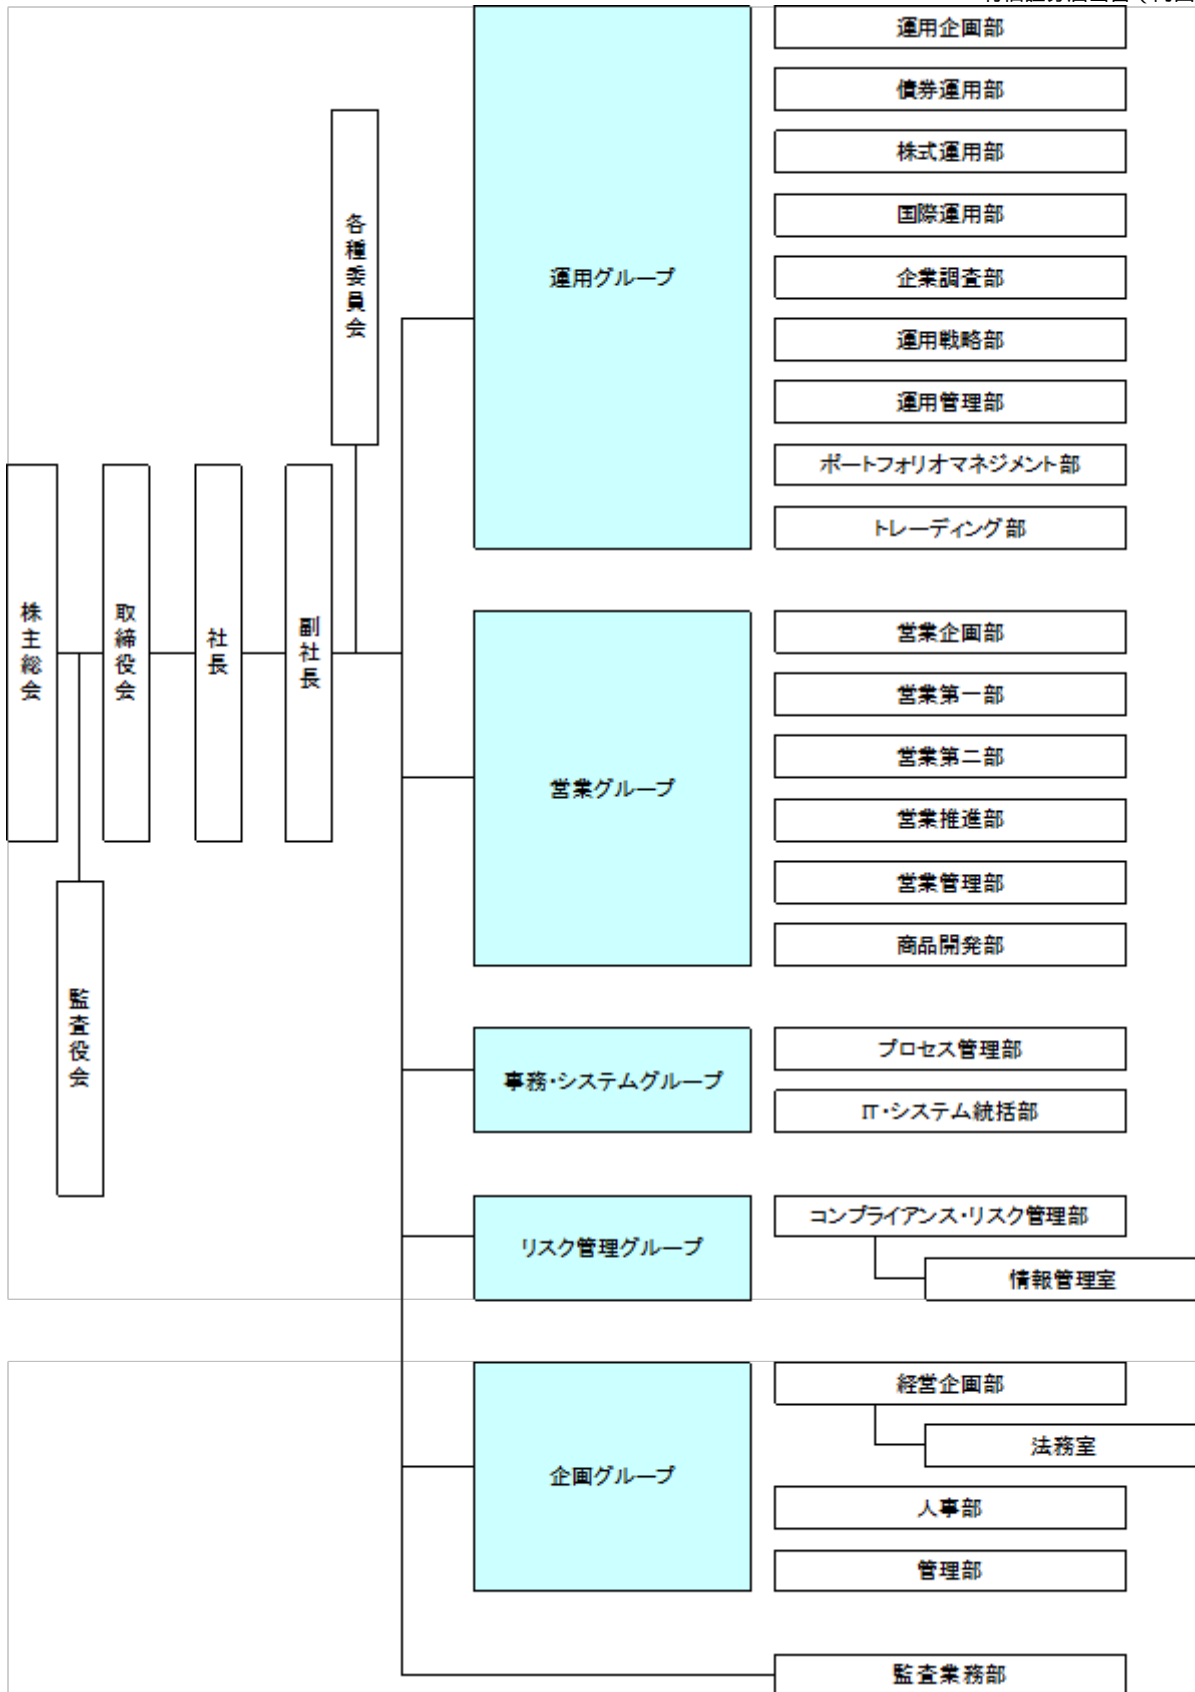 運用企画部
債券運用部
株式運用部
国際運用部
企業調査部
運用戦略部
運用管理部
ポートフォリオマネジメント部
トレーディング部
運用グループ
各種委員会
株主総会
取締役会
社長
副社長
監査役会
営業グループ
営業企画部
営業第一部
営業第二部
営業推進部
営業管理部
商品開発部
事務・システムグループ
プロセス管理部
IT・システム統括部
リスク管理グループ
コンプライアンス・リスク管理部
情報管理室
企画グループ
経営企画部
法務室
人事部
管理部
監査業務部